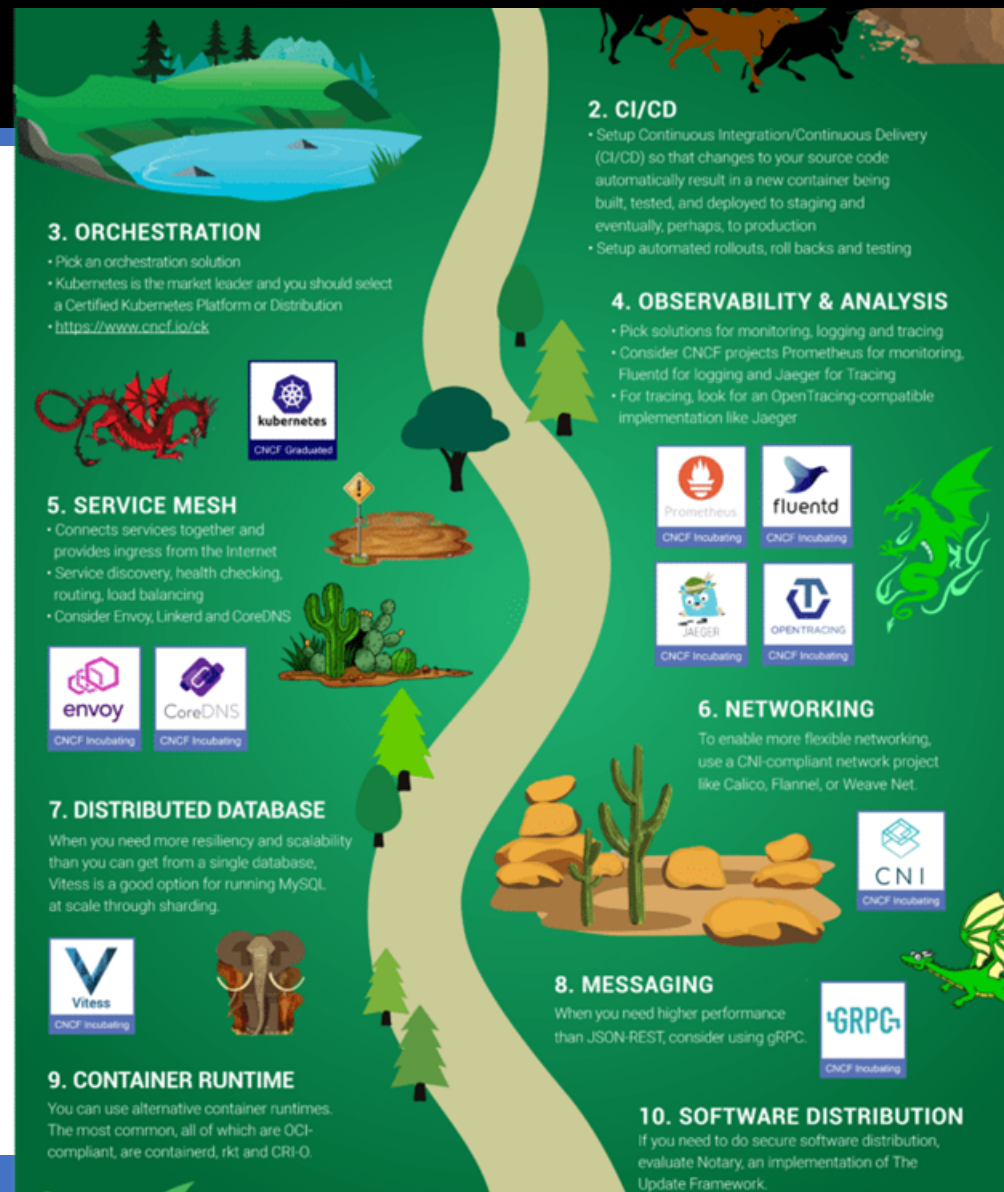 2. CI/CD
• Setup Continuous Integration/Continuous Delivery
(CI/CD) so that changes to your source code
automatically result in a new container being
built, tested, and deployed to staging and
eventually, perhaps, to production
• Setup automated rollouts, roll backs and testing
3. ORCHESTRATION
• Pick an orchestration solution
• Kubernetes is the market leader and you should select
a Certified Kubernetes Platform or Distribution
• https://www.cncf.io/ck
kubernetes
CNCF Graduated
4. OBSERVABILITY & ANALYSIS
• Pick solutions for monitoring, logging and tracing
• Consider CNCF projects Prometheus for monitoring,
Fluentd for logging and Jaeger for Tracing
• For tracing, look for an OpenTracing-compatible
implementation like Jaeger
Prometheus
CNCF Incubating
fluentd
CNCF Incubating
JAEGER
CNCF Incubating
OPENTRACING
CNCF Incubating
5. SERVICE MESH
• Connects services together and
provides ingress from the Internet
• Service discovery, health checking,
routing, load balancing
• Consider Envoy, Linkerd and CoreDNS
envoy
CNCF Incubating
CoreDNS
CNCF Incubating
6. NETWORKING
To enable more flexible networking,
use a CNI-compliant network project
like Calico, Flannel, or Weave Net.
CNI
CNCF Incubating
7. DISTRIBUTED DATABASE
When you need more resiliency and scalability
than you can get from a single database,
Vitess is a good option for running MySQL
at scale through sharding.
Vitess
CNCF Incubating
8. MESSAGING
When you need higher performance
than JSON-REST, consider using gRPC.
GRPC
CNCF Incubating
9. CONTAINER RUNTIME
You can use alternative container runtimes.
The most common, all of which are OCI-
compliant, are containerd, rkt and CRI-O.
10. SOFTWARE DISTRIBUTION
If you need to do secure software distribution,
evaluate Notary, an implementation of The
Update Framework.